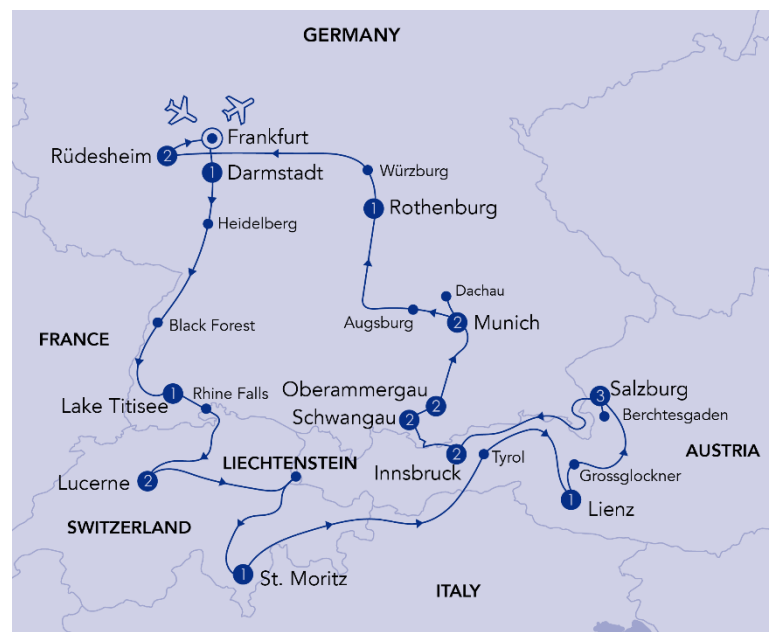 GERMANY
Frankfurt
Rüdesheim 2
1 Darmstadt
Würzburg
1 Rothenburg
Heidelberg
Dachau
Black Forest
Augsburg
2 Munich
FRANCE
Lake Titisee 1
Rhine Falls
Oberammergau 2
Schwangau 2
3 Salzburg
Berchtesgaden
Innsbruck 2
Tyrol
AUSTRIA
Grossglockner
LIECHTENSTEIN
Lucerne 2
1
Lienz
SWITZERLAND
1 St. Moritz
ITALY